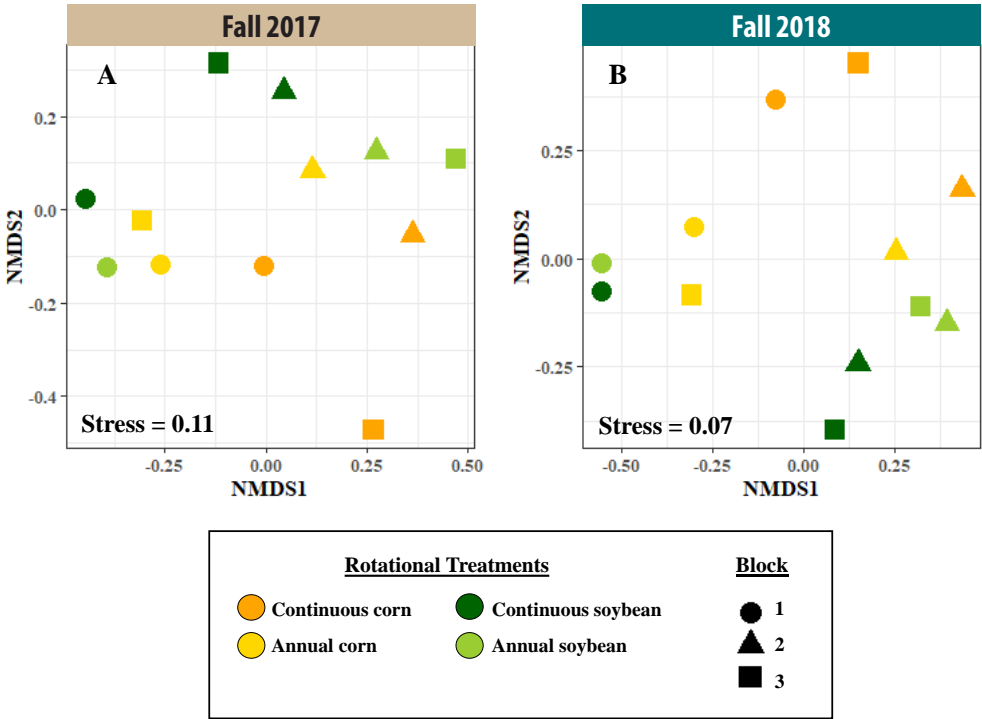 Fall 2017
Fall 2018
A
0.2
0.0
-0.2
-0.4
NMDS2
Stress = 0.11
-0.25
0.00
0.25
0.50
NMDS1
B
0.25
0.00
-0.25
NMDS2
Stress = 0.07
-0.50
-0.25
0.00
0.25
NMDS1
Rotational Treatments
Continuous corn
Continuous soybean
Annual corn
Annual soybean
Block
1
2
3